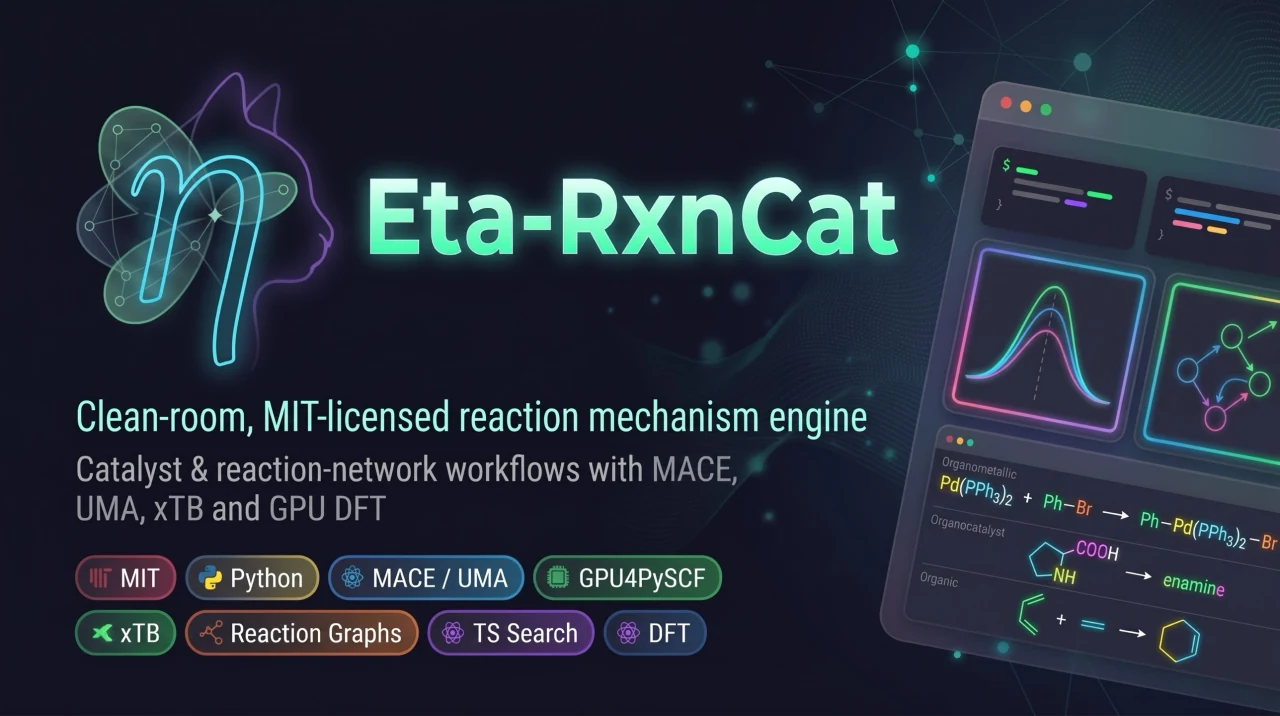 η
Eta-RxnCat
Clean-room, MIT-licensed reaction mechanism engine
Catalyst & reaction-network workflows with MACE,
UMA, xTB and GPU DFT
MIT
Python
MACE / UMA
GPU4PySCF
xTB
Reaction Graphs
TS Search
DFT
$
}
$
}
Organometallic
Pd(PPh₃)₂ + Ph–Br → Ph–Pd(PPh₃)₂–Br
Organocatalyst
COOH
NH
→ enamine
Organic
+ →